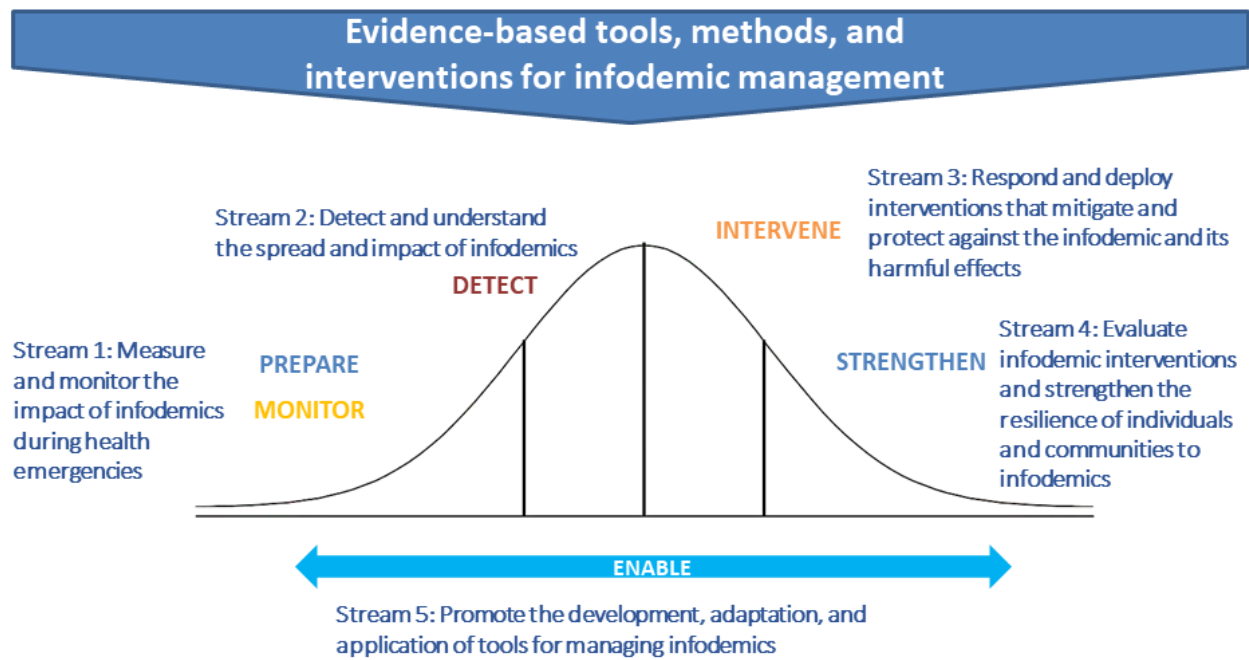 Evidence-based tools, methods, and
interventions for infodemic management
Stream 2: Detect and understand
the spread and impact of infodemics
DETECT
INTERVENE
Stream 3: Respond and deploy
interventions that mitigate and
protect against the infodemic and its
harmful effects
Stream 1: Measure
and monitor the
impact of infodemics
during health
emergencies
PREPARE
MONITOR
STRENGTHEN
Stream 4: Evaluate
infodemic interventions
and strengthen the
resilience of individuals
and communities to
infodemics
ENABLE
Stream 5: Promote the development, adaptation, and
application of tools for managing infodemics